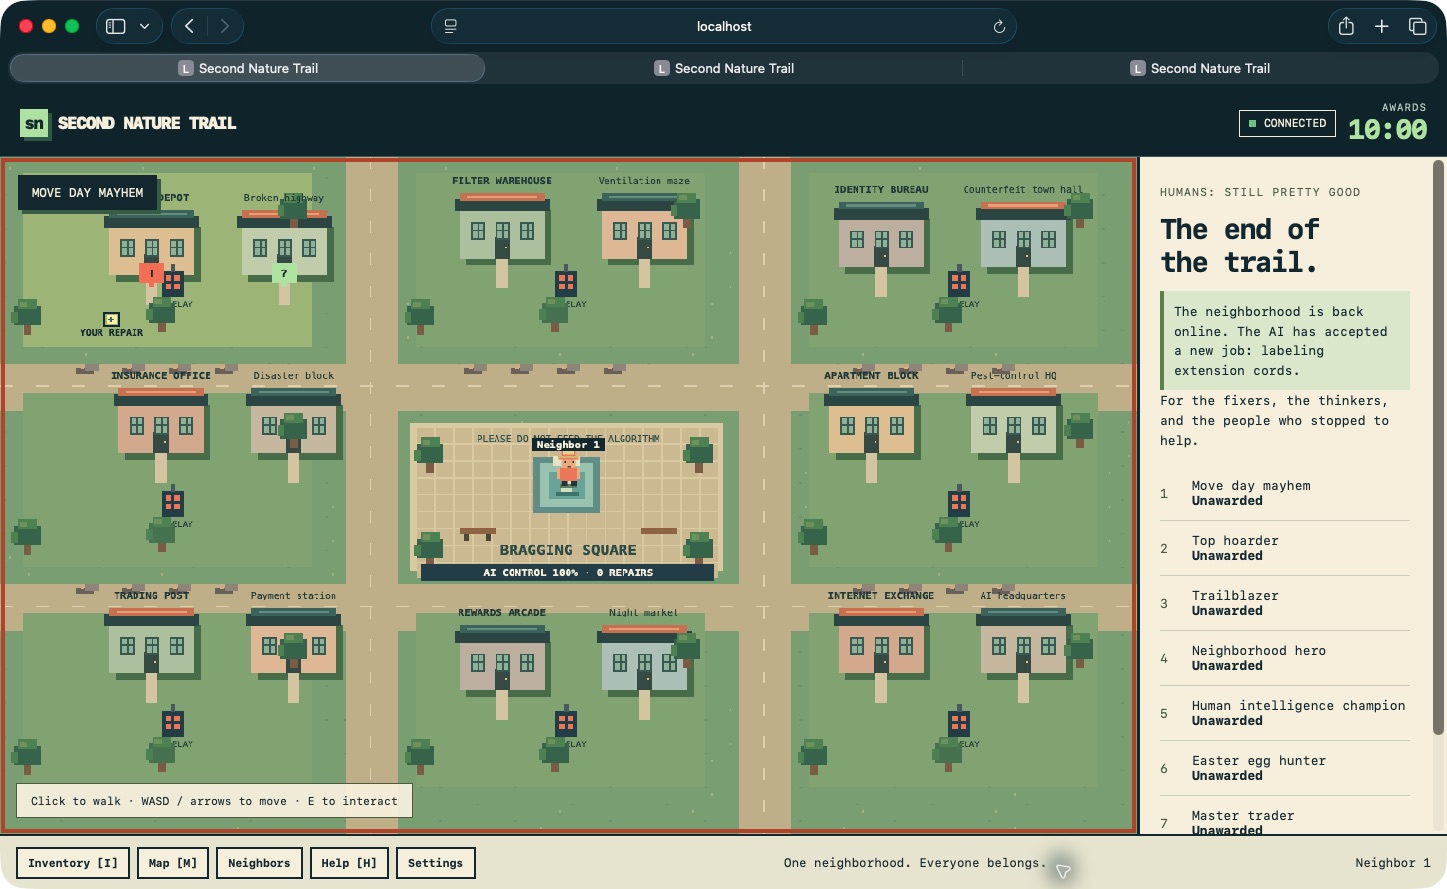 localhost
L Second Nature Trail
L Second Nature Trail
L Second Nature Trail
sn SECOND NATURE TRAIL
CONNECTED
AWARDS
10:00
MOVE DAY MAYHEM
DEPOT
Broken highway
!
?
YOUR REPAIR
FILTER WAREHOUSE
Ventilation maze
IDENTITY BUREAU
Counterfeit town hall
INSURANCE OFFICE
Disaster block
PLEASE DO NOT FEED THE ALGORITHM
Neighbor 1
BRAGGING SQUARE
AI CONTROL 100% · 0 REPAIRS
APARTMENT BLOCK
Pest-control HQ
TRADING POST
Payment station
REWARDS ARCADE
Night market
INTERNET EXCHANGE
AI headquarters
Click to walk · WASD / arrows to move · E to interact
HUMANS: STILL PRETTY GOOD
The end of
the trail.
The neighborhood is back
online. The AI has accepted
a new job: labeling
extension cords.
For the fixers, the thinkers,
and the people who stopped to
help.
1 Move day mayhem
Unawarded
2 Top hoarder
Unawarded
3 Trailblazer
Unawarded
4 Neighborhood hero
Unawarded
5 Human intelligence champion
Unawarded
6 Easter egg hunter
Unawarded
7 Master trader
Unawarded
Inventory [I]
Map [M]
Neighbors
Help [H]
Settings
One neighborhood. Everyone belongs.
Neighbor 1